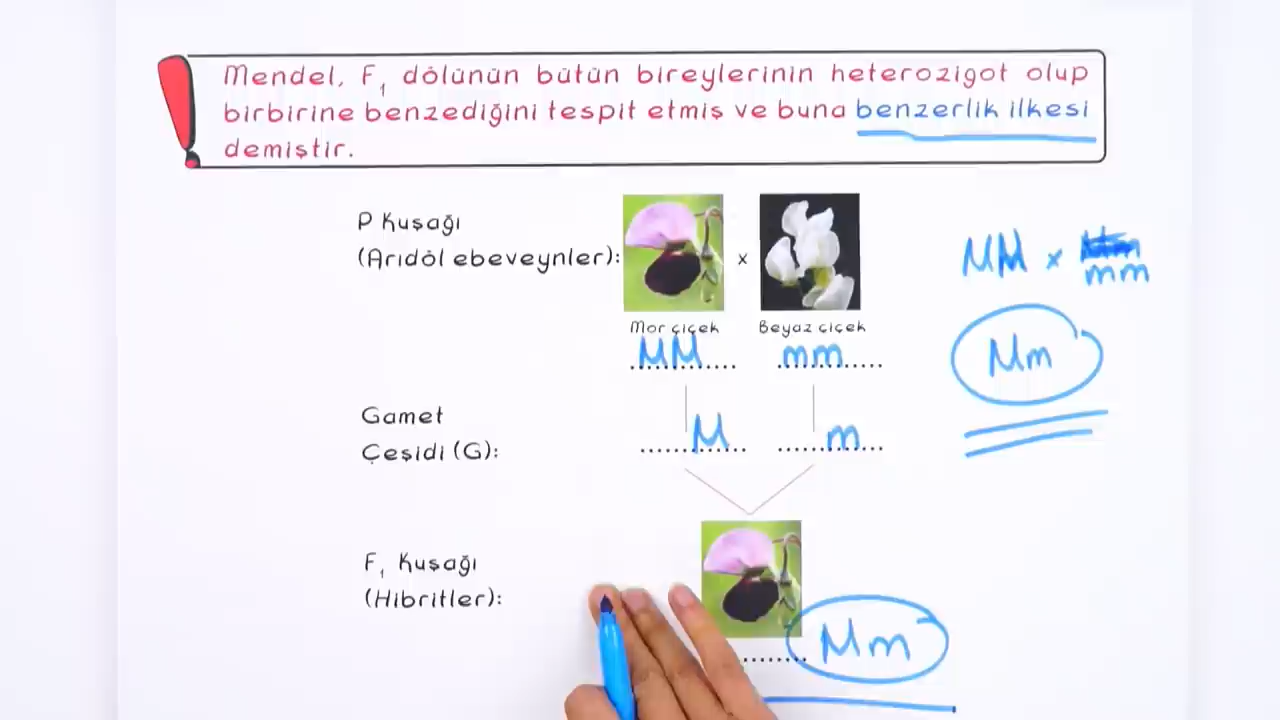 Mendel, F₁ dölünün bütün bireylerinin heterozigot olup
birbirine benzediğini tespit etmiş ve buna benzerlik ilkesi
demiştir.
P Kuşağı
(Arıdöl ebeveynler):
x
Mor çiçek
Beyaz çiçek
MM
mm
MM x
mm
Mm
Gamet
Çeşidi (G):
M
m
F₁ Kuşağı
(Hibritler):
Mm